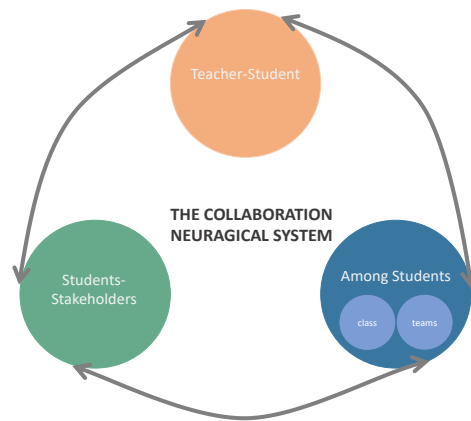 Teacher-Student
THE COLLABORATION
NEURAGICAL SYSTEM
Students-
Stakeholders
Among Students
class
teams